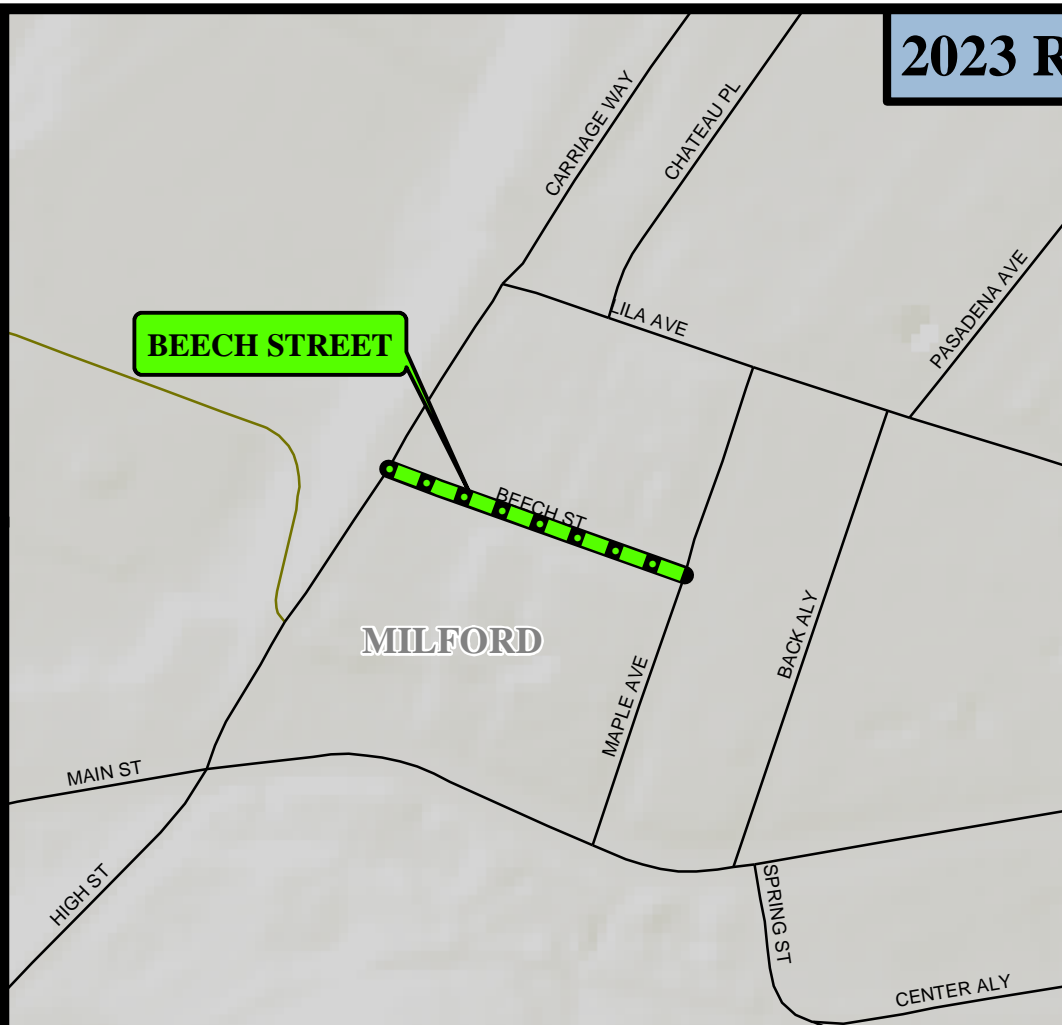 2023 R
CARRIAGE WAY
CHATEAU PL
PASADENA AVE
LILA AVE
BEECH STREET
BEECH ST
MILFORD
BACK ALY
MAPLE AVE
MAIN ST
HIGH ST
SPRING ST
CENTER ALY